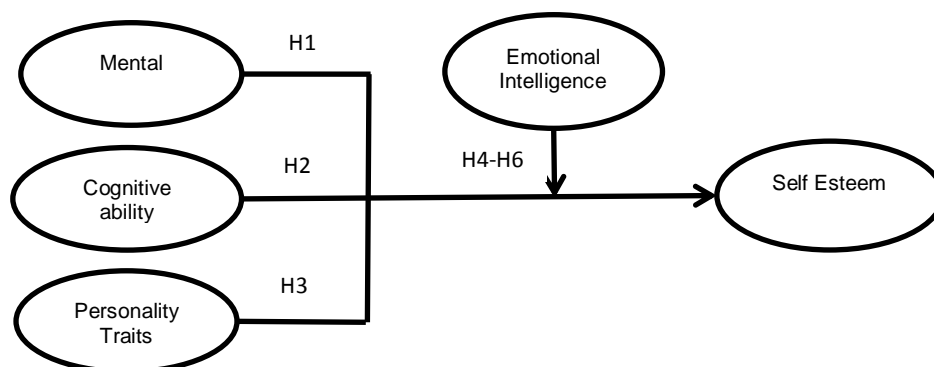 H1
Mental
Emotional
Intelligence
H2
H4-H6
Cognitive
ability
Self Esteem
H3
Personality
Traits